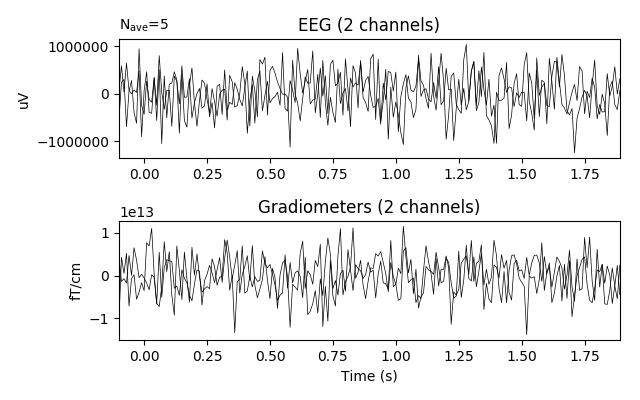 N_ave=5
EEG (2 channels)
1000000
0
−1000000
uV
0.00 0.25 0.50 0.75 1.00 1.25 1.50 1.75
1e13
Gradiometers (2 channels)
1
0
−1
fT/cm
0.00 0.25 0.50 0.75 1.00 1.25 1.50 1.75
Time (s)